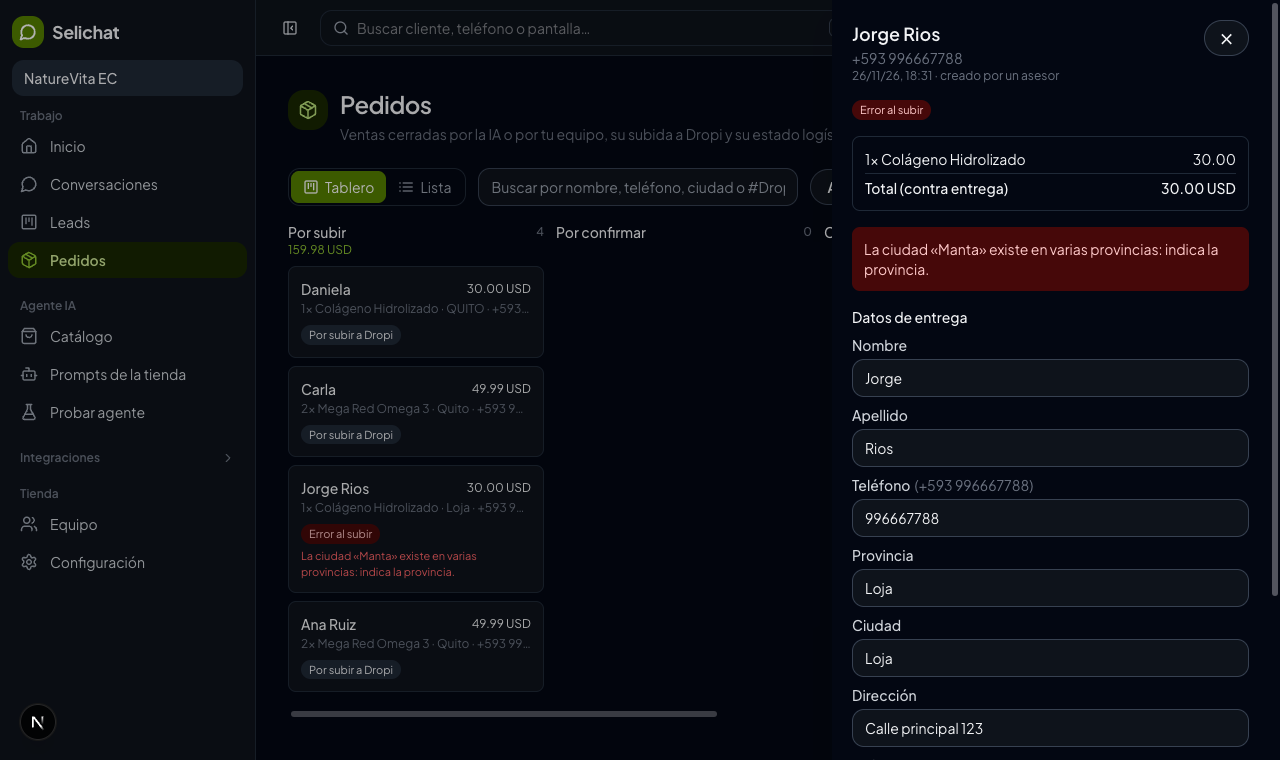 Selichat
NatureVita EC
Trabajo
Inicio
Conversaciones
Leads
Pedidos
Agente IA
Catálogo
Prompts de la tienda
Probar agente
Integraciones
Tienda
Equipo
Configuración
N
Buscar cliente, teléfono o pantalla...
Pedidos
Ventas cerradas por la IA o por tu equipo, su subida a Dropi y su estado logís
Tablero
Lista
Buscar por nombre, teléfono, ciudad o #Dro
Por subir
4
159.98 USD
Por confirmar
0
Daniela
30.00 USD
1× Colágeno Hidrolizado · QUITO · +593...
Por subir a Dropi
Carla
49.99 USD
2× Mega Red Omega 3 · Quito · +593 9...
Por subir a Dropi
Jorge Rios
30.00 USD
1× Colágeno Hidrolizado · Loja · +593 9...
Error al subir
La ciudad «Manta» existe en varias
provincias: indica la provincia.
Ana Ruiz
49.99 USD
2× Mega Red Omega 3 · Quito · +593 99...
Por subir a Dropi
Jorge Rios
+593 996667788
26/11/26, 18:31 · creado por un asesor
Error al subir
1× Colágeno Hidrolizado
30.00
Total (contra entrega)
30.00 USD
La ciudad «Manta» existe en varias provincias: indica la
provincia.
Datos de entrega
Nombre
Jorge
Apellido
Rios
Teléfono (+593 996667788)
996667788
Provincia
Loja
Ciudad
Loja
Dirección
Calle principal 123